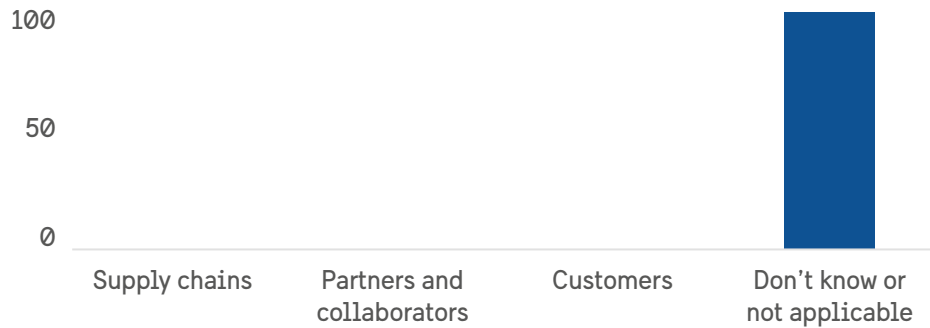 100
50
0
Supply chains
Partners and
collaborators
Customers
Don’t know or
not applicable